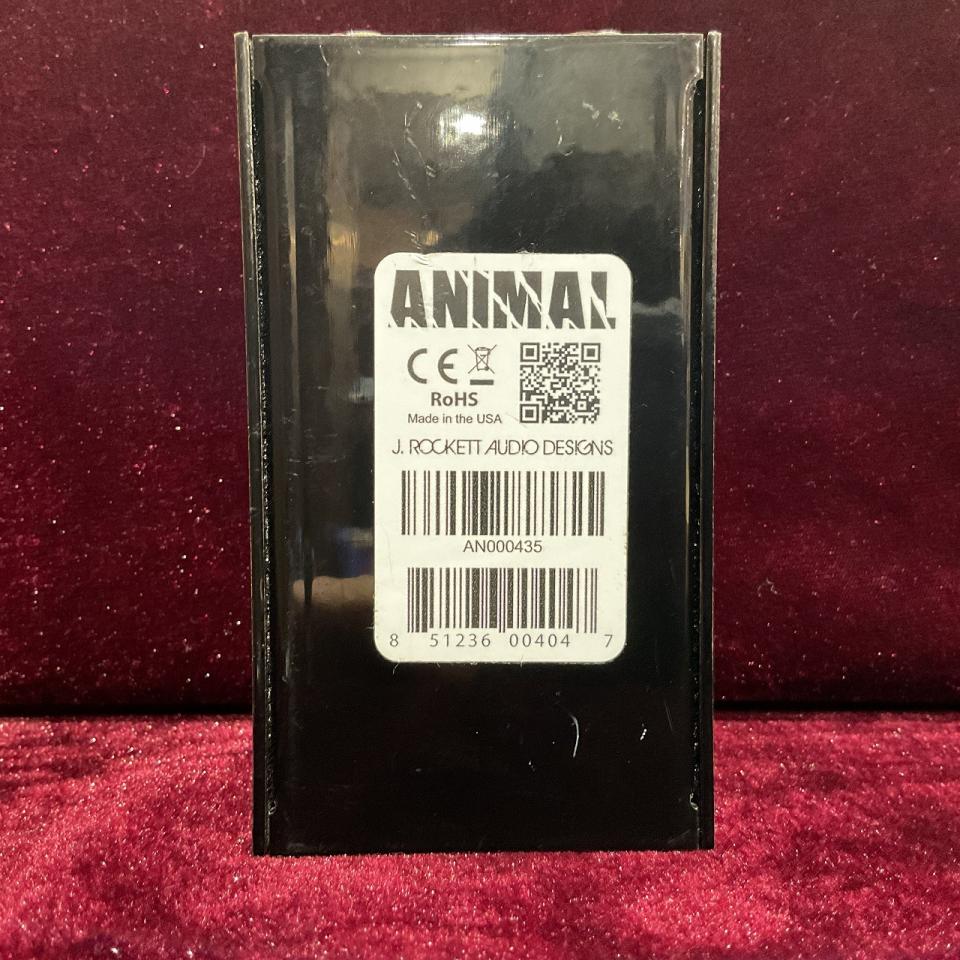 ANIMAL
CE
RoHS
Made in the USA
J. ROCKETT AUDIO DESIGNS
AN000435
8 51236 00404 7